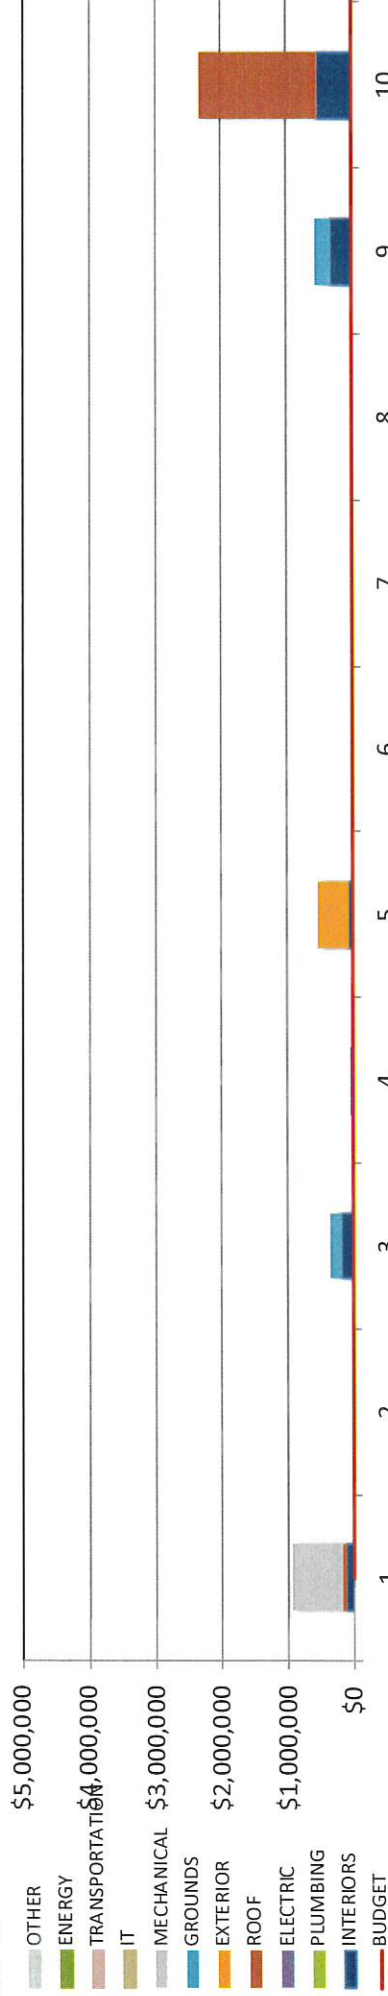 $5,000,000
$4,000,000
$3,000,000
$2,000,000
$1,000,000
$0
1 2 3 4 5 6 7 8 9 10
OTHER
ENERGY
TRANSPORTATION
IT
MECHANICAL
GROUNDS
EXTERIOR
ROOF
ELECTRIC
PLUMBING
INTERIORS
BUDGET